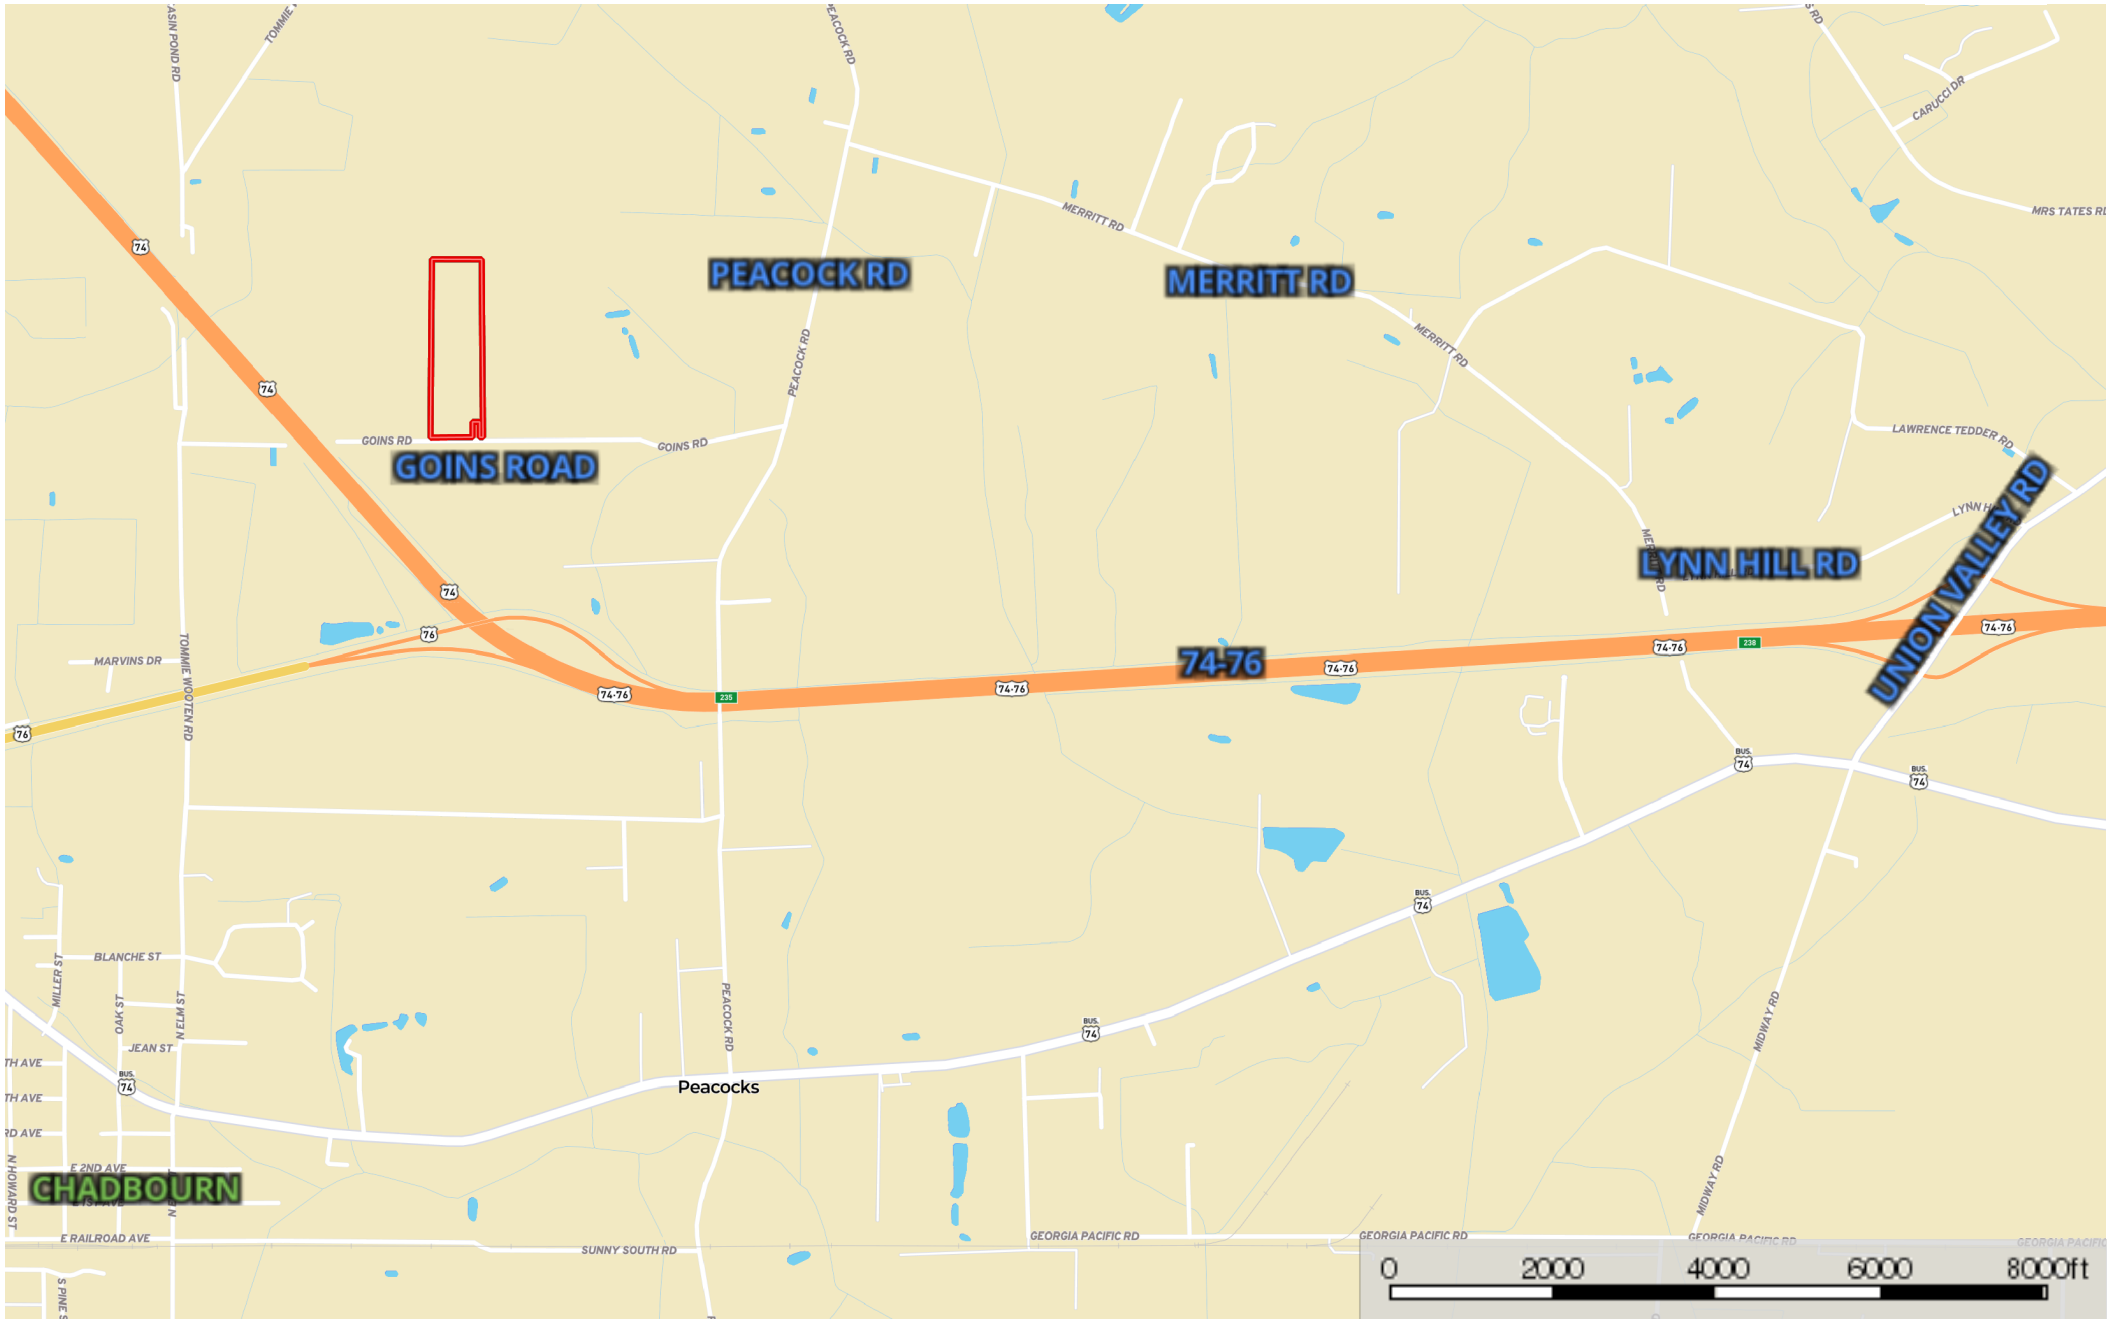 TOMMIE
PEACOCK RD
S RD
CARUCCI DR
MRS TATES RD
74
MERRITT RD
PEACOCK RD
MERRITT RD
74
PEACOCK RD
MERRITT RD
GOINS RD
GOINS RD
GOINS ROAD
LAWRENCE TEDDER RD
LYNN HILL RD
UNION VALLEY RD
74
76
74-76
74-76
74-76
74-76
74-76
74-76
235
238
MARVINS DR
TOMMIE WOOTEN RD
76
BUS.
74
BUS.
74
BUS.
74
BUS.
74
BUS.
74
BLANCHE ST
MILLER ST
OAK ST
N ELM ST
JEAN ST
PEACOCK RD
MIDWAY RD
TH AVE
TH AVE
RD AVE
Peacocks
E 2ND AVE
CHADBOURN
N HOWARD ST
E RAILROAD AVE
SUNNY SOUTH RD
GEORGIA PACIFIC RD
GEORGIA PACIFIC RD
GEORGIA PACIFIC RD
GEORGIA PACIFIC
MIDWAY RD
S PINE S
0 2000 4000 6000 8000ft